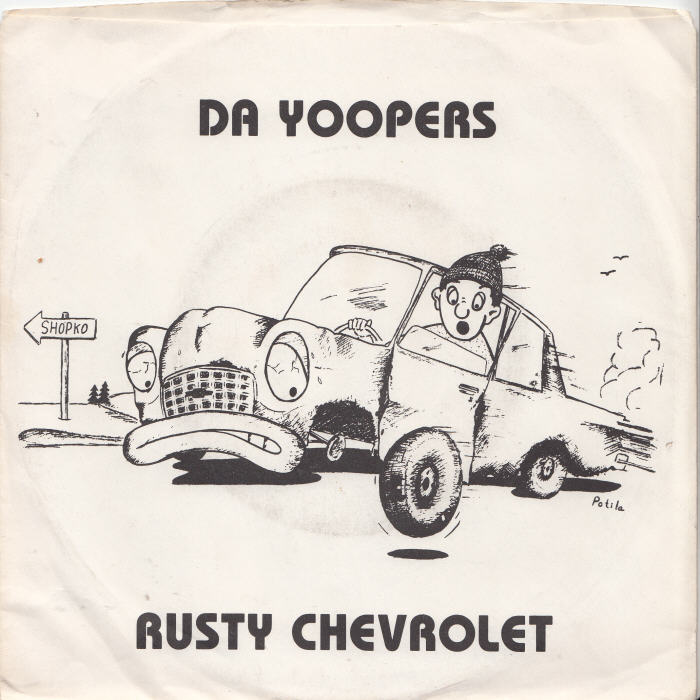 DA YOOPERS
SHOPKO
Potila
RUSTY CHEVROLET